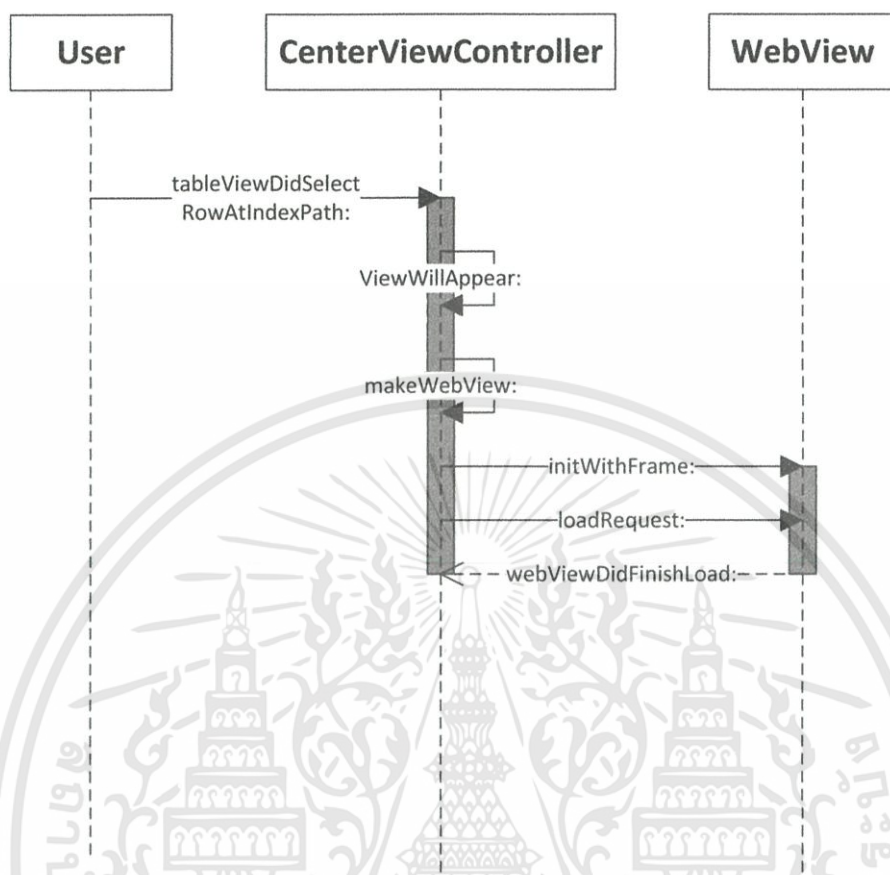 User
CenterViewController
WebView
tableViewDidSelect
RowAtIndexPath:
ViewWillAppear:
makeWebView:
initWithFrame:
loadRequest:
webViewDidFinishLoad: